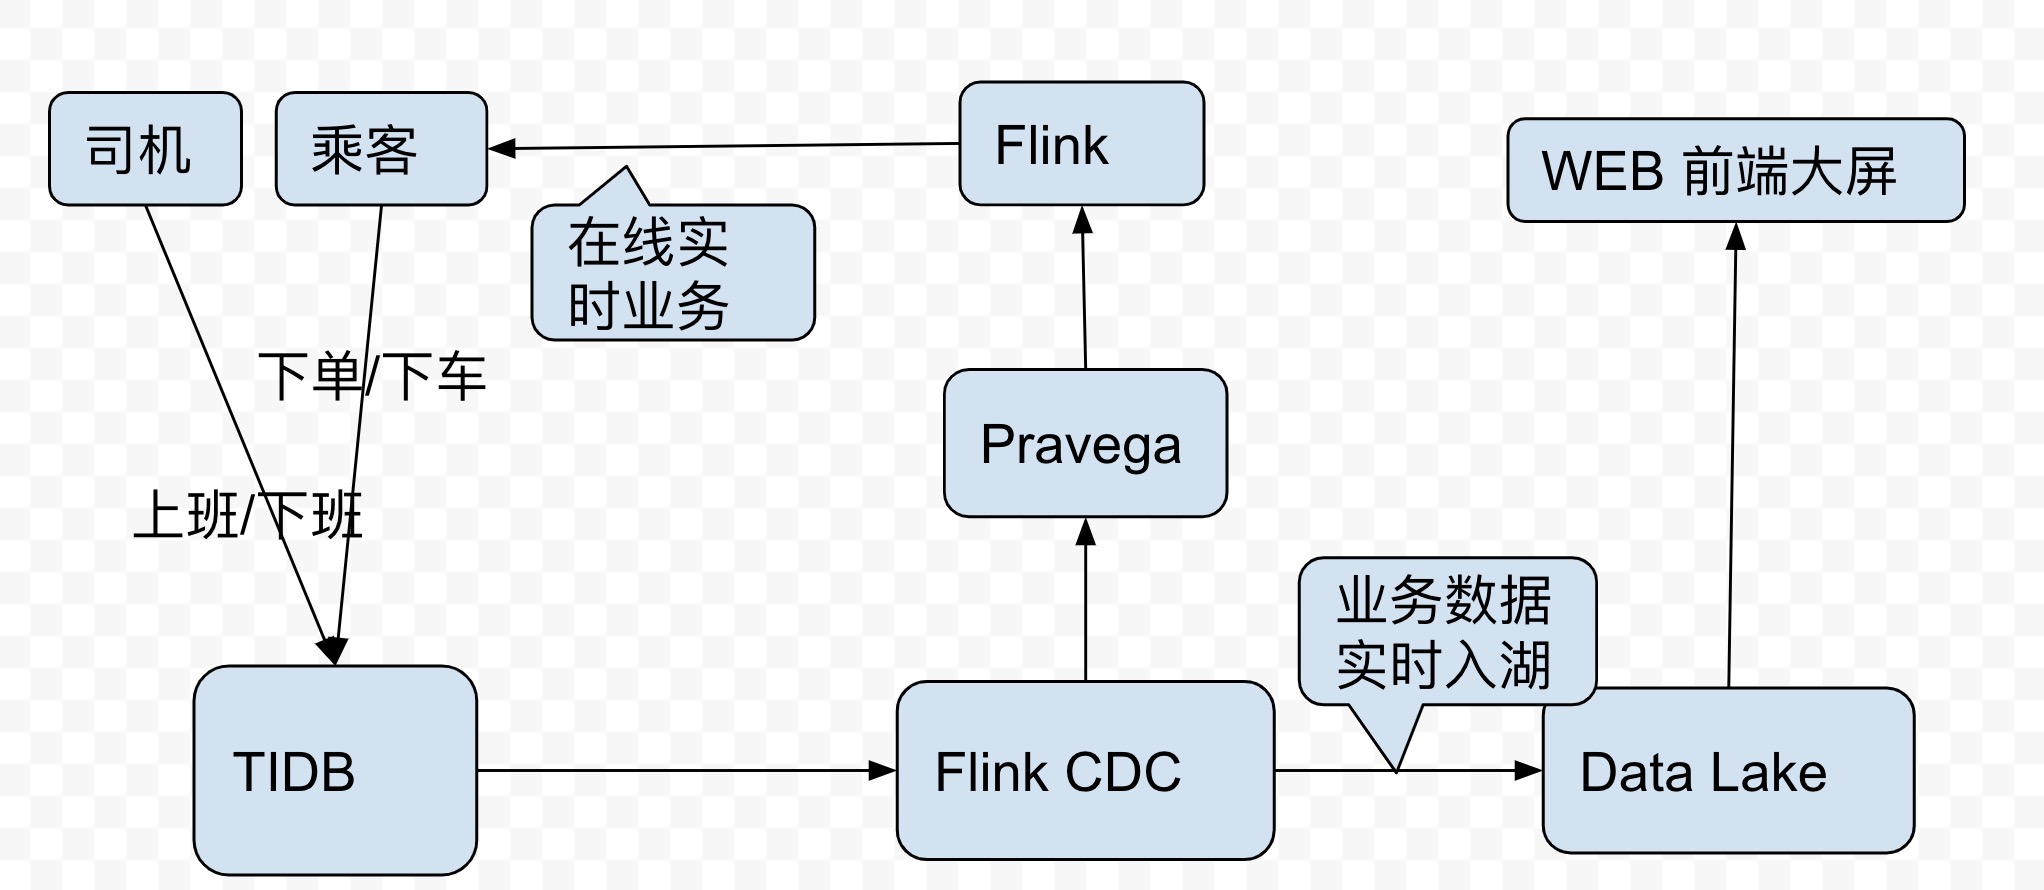 司机
乘客
Flink
WEB 前端大屏
在线实
时业务
下单/下车
Pravega
上班/下班
业务数据
实时入湖
TIDB
Flink CDC
Data Lake